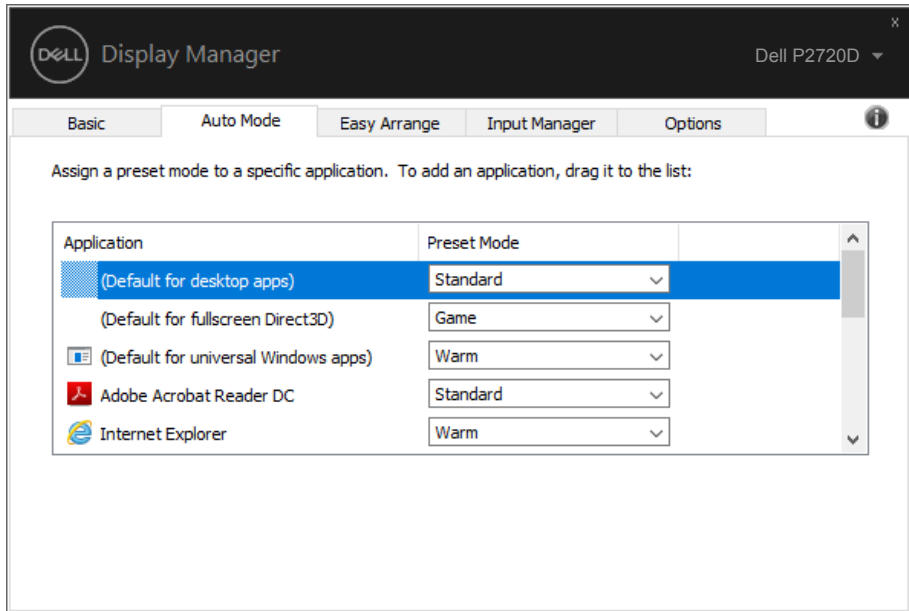 x
DELL Display Manager
Dell P2720D
Basic Auto Mode Easy Arrange Input Manager Options i
Assign a preset mode to a specific application. To add an application, drag it to the list:
Application Preset Mode
(Default for desktop apps) Standard
(Default for fullscreen Direct3D) Game
(Default for universal Windows apps) Warm
Adobe Acrobat Reader DC Standard
Internet Explorer Warm